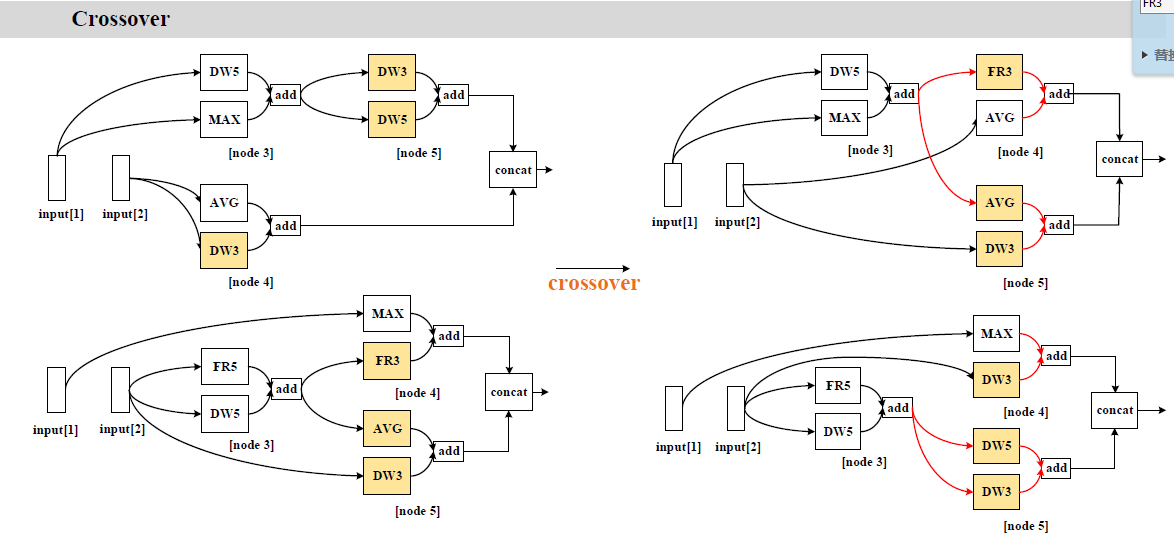 Crossover
FR3
替换
DW5
MAX
add
[node 3]
DW3
DW5
add
[node 5]
concat
input[1]
input[2]
AVG
DW3
add
[node 4]
DW5
MAX
add
[node 3]
FR3
AVG
add
[node 4]
concat
input[1]
input[2]
AVG
DW3
add
[node 5]
crossover
MAX
FR3
add
[node 4]
FR5
DW5
add
[node 3]
concat
input[1]
input[2]
AVG
DW3
add
[node 5]
MAX
DW3
add
[node 4]
FR5
DW5
add
[node 3]
concat
input[1]
input[2]
DW5
DW3
add
[node 5]